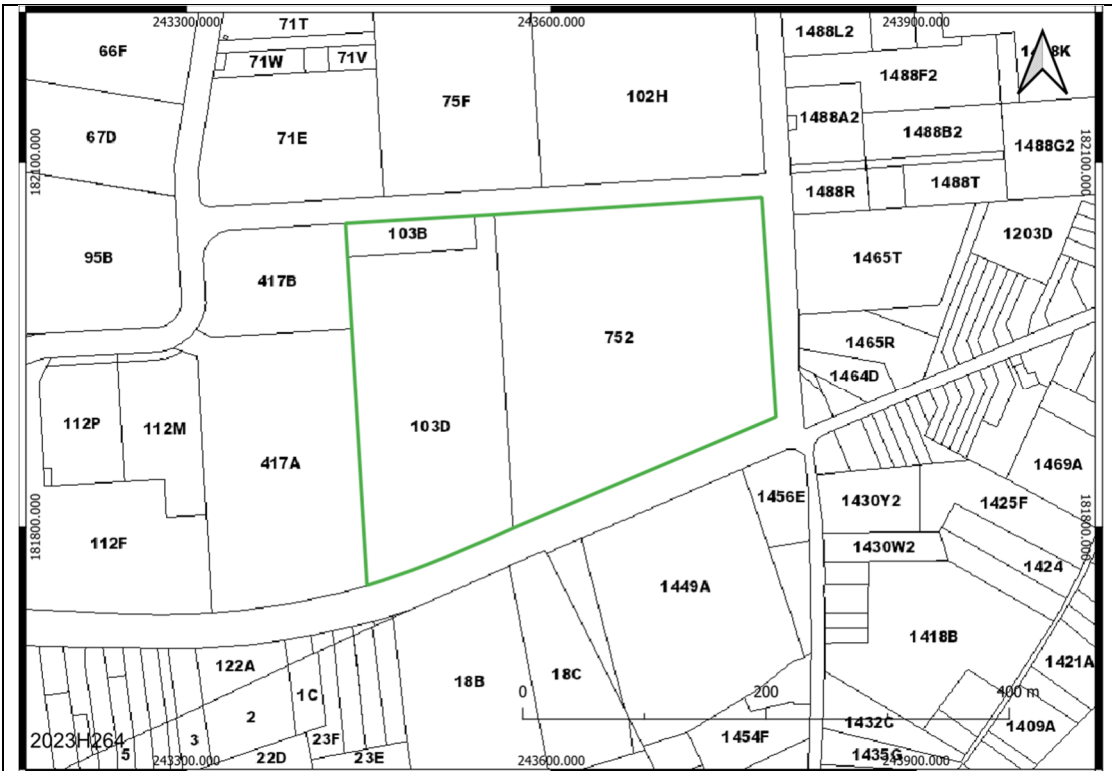 243300.000
243600.000
243900.000
71T
1488L2
66F
71W
71V
1488F2
75F
102H
1488A2
67D
71E
1488B2
1488G2
182100.000
182100.000
1488R
1488T
103B
1203D
95B
417B
1465T
752
1465R
1464D
112P
112M
103D
417A
1469A
1456E
1430Y2
1425F
181800.000
181800.000
112F
1430W2
1424
1449A
1418B
122A
1421A
18B
18C
1C
0
200
400 m
2
1432C
1409A
2023H264
3
23F
1454F
5
22D
23E
1435G
243300.000
243600.000
243900.000